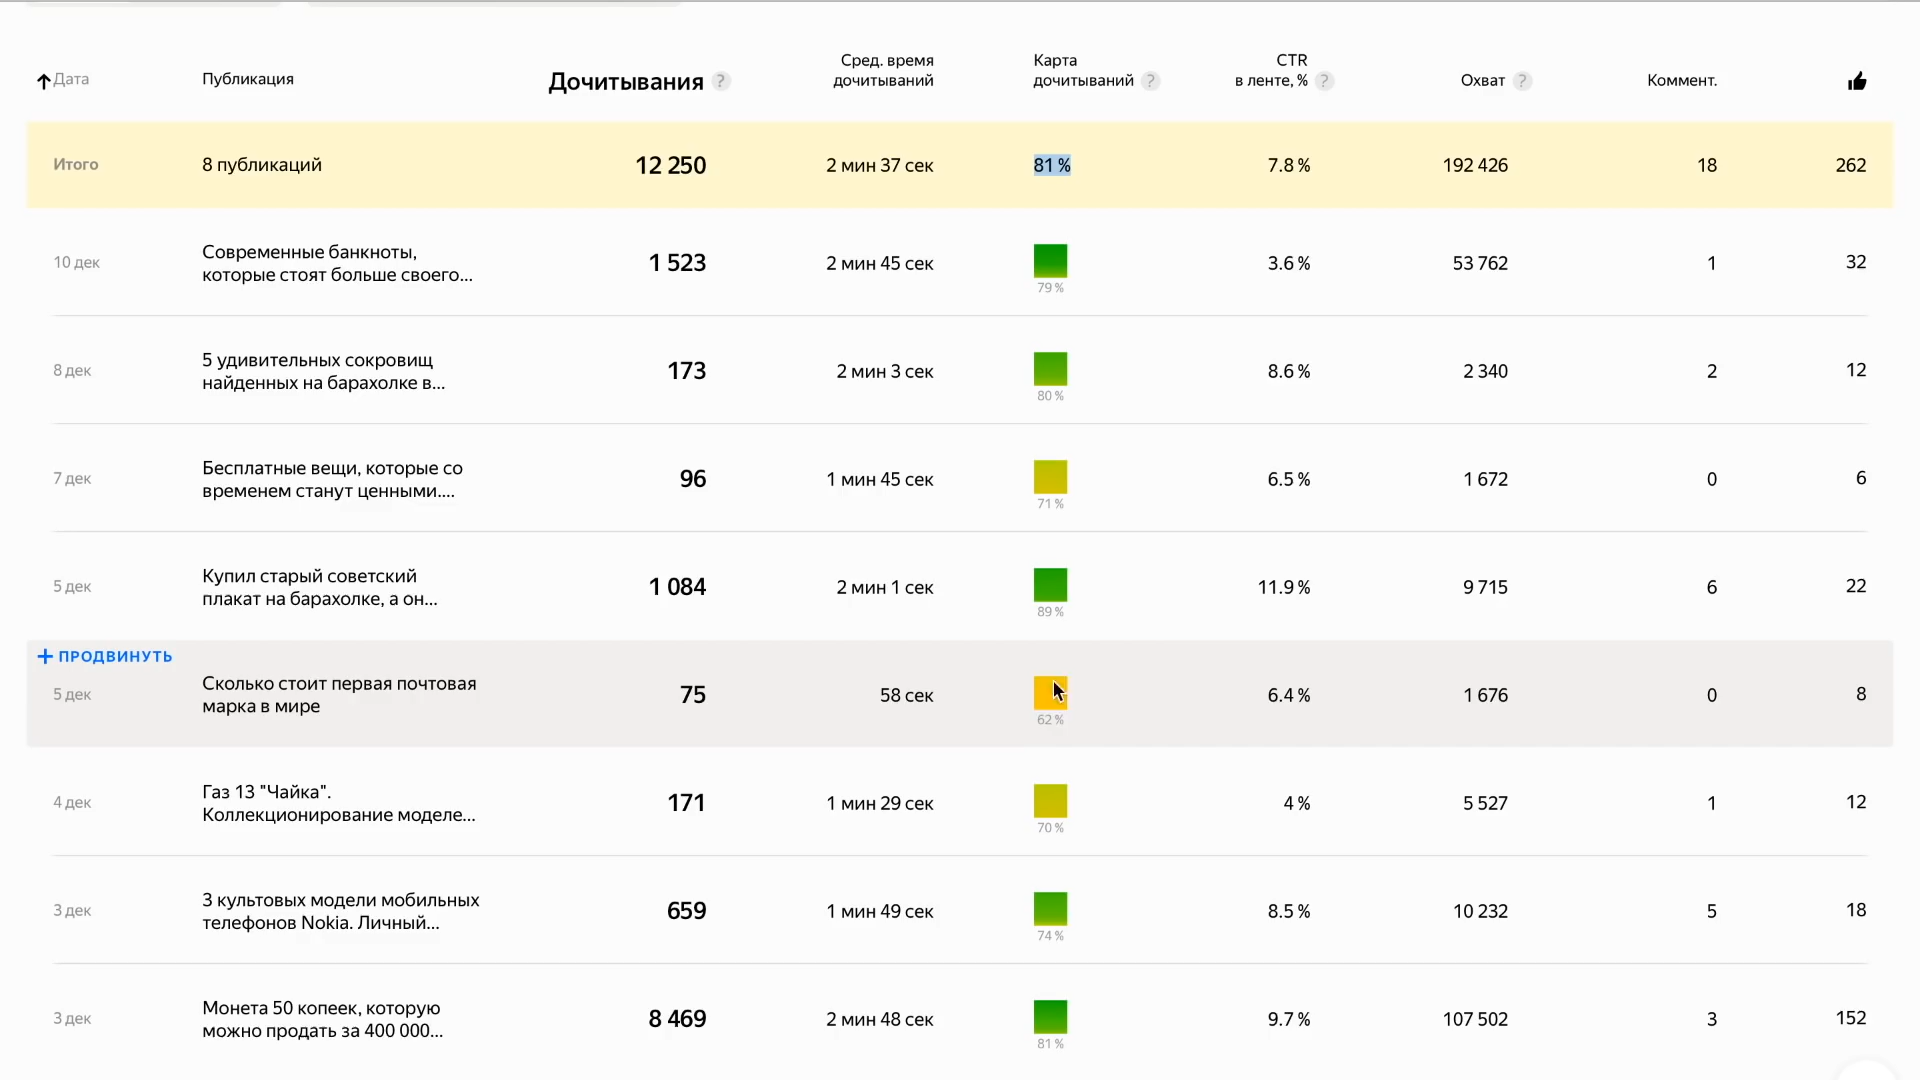 Дата Публикация Дочитывания ? Сред. время дочитываний Карта дочитываний ? CTR в ленте, % ? Охват ? Коммент.
Итого 8 публикаций 12 250 2 мин 37 сек 81 % 7.8 % 192 426 18 262
10 дек Современные банкноты, 1 523 2 мин 45 сек 3.6 % 53 762 1 32
которые стоят больше своего...
79 %
8 дек 5 удивительных сокровищ 173 2 мин 3 сек 8.6 % 2 340 2 12
найденных на барахолке в...
80 %
7 дек Бесплатные вещи, которые со 96 1 мин 45 сек 6.5 % 1 672 0 6
временем станут ценными....
71 %
5 дек Купил старый советский 1 084 2 мин 1 сек 11.9 % 9 715 6 22
плакат на барахолке, а он...
89 %
+ ПРОДВИНУТЬ
5 дек Сколько стоит первая почтовая 75 58 сек 6.4 % 1 676 0 8
марка в мире
62 %
4 дек Газ 13 "Чайка". 171 1 мин 29 сек 4 % 5 527 1 12
Коллекционирование моделе...
70 %
3 дек 3 культовых модели мобильных 659 1 мин 49 сек 8.5 % 10 232 5 18
телефонов Nokia. Личный...
74 %
3 дек Монета 50 копеек, которую 8 469 2 мин 48 сек 9.7 % 107 502 3 152
можно продать за 400 000...
81 %